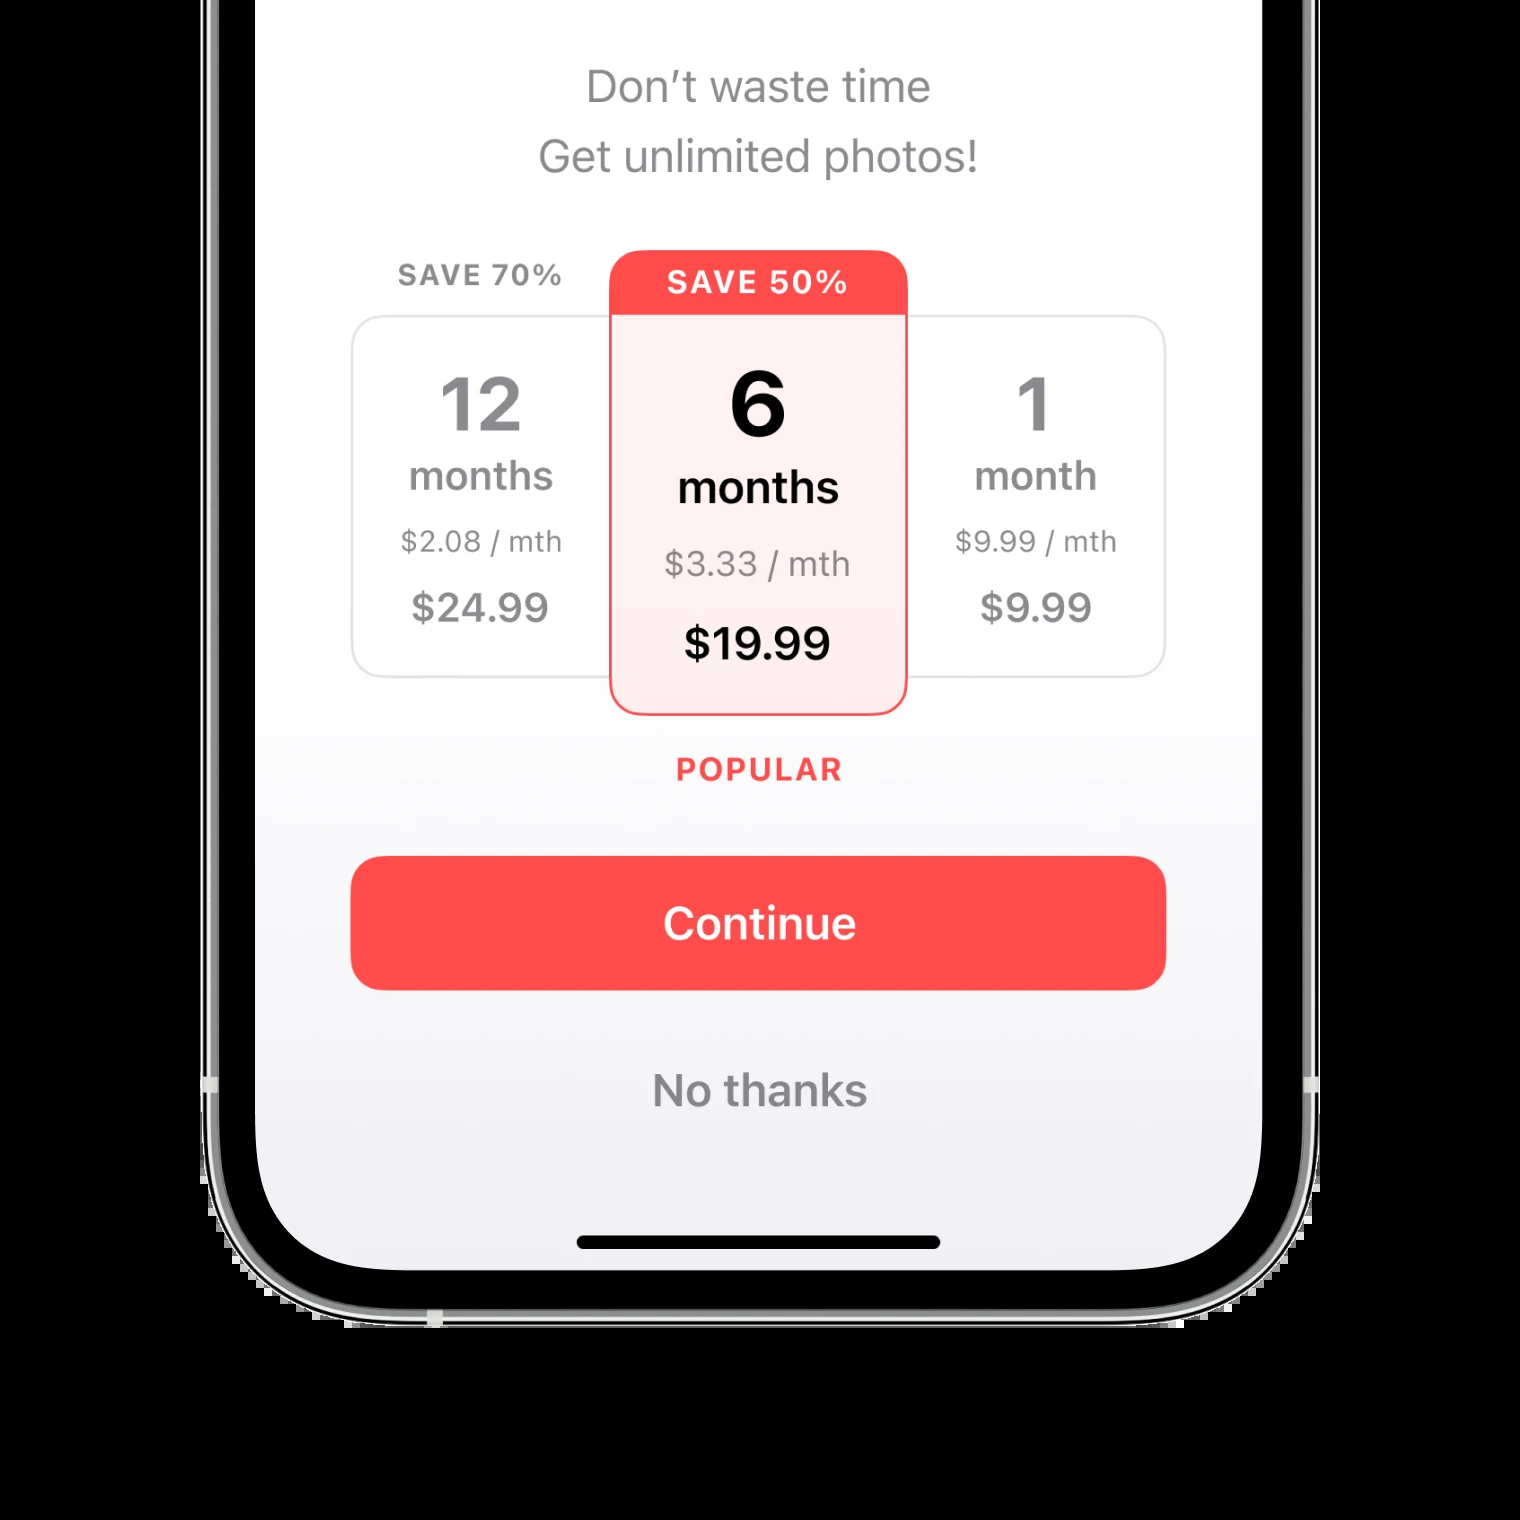 Don’t waste time
Get unlimited photos!
SAVE 70%
12
months
$2.08 / mth
$24.99
SAVE 50%
6
months
$3.33 / mth
$19.99
POPULAR
1
month
$9.99 / mth
$9.99
Continue
No thanks